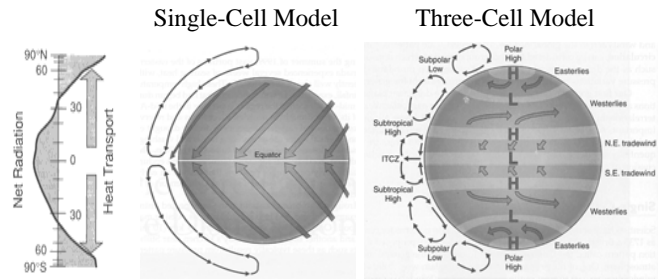 Single-Cell Model
Three-Cell Model
90°N
60
30
0
30
60
90°S
Net Radiation
Heat Transport
Equator
Polar
High
Subpolar
Low
Subtropical
High
ITCZ
Subtropical
High
Subpolar
Low
Polar
High
H
L
H
L
H
L
H
Easterlies
Westerlies
N.E. tradewind
S.E. tradewind
Westerlies
Easterlies